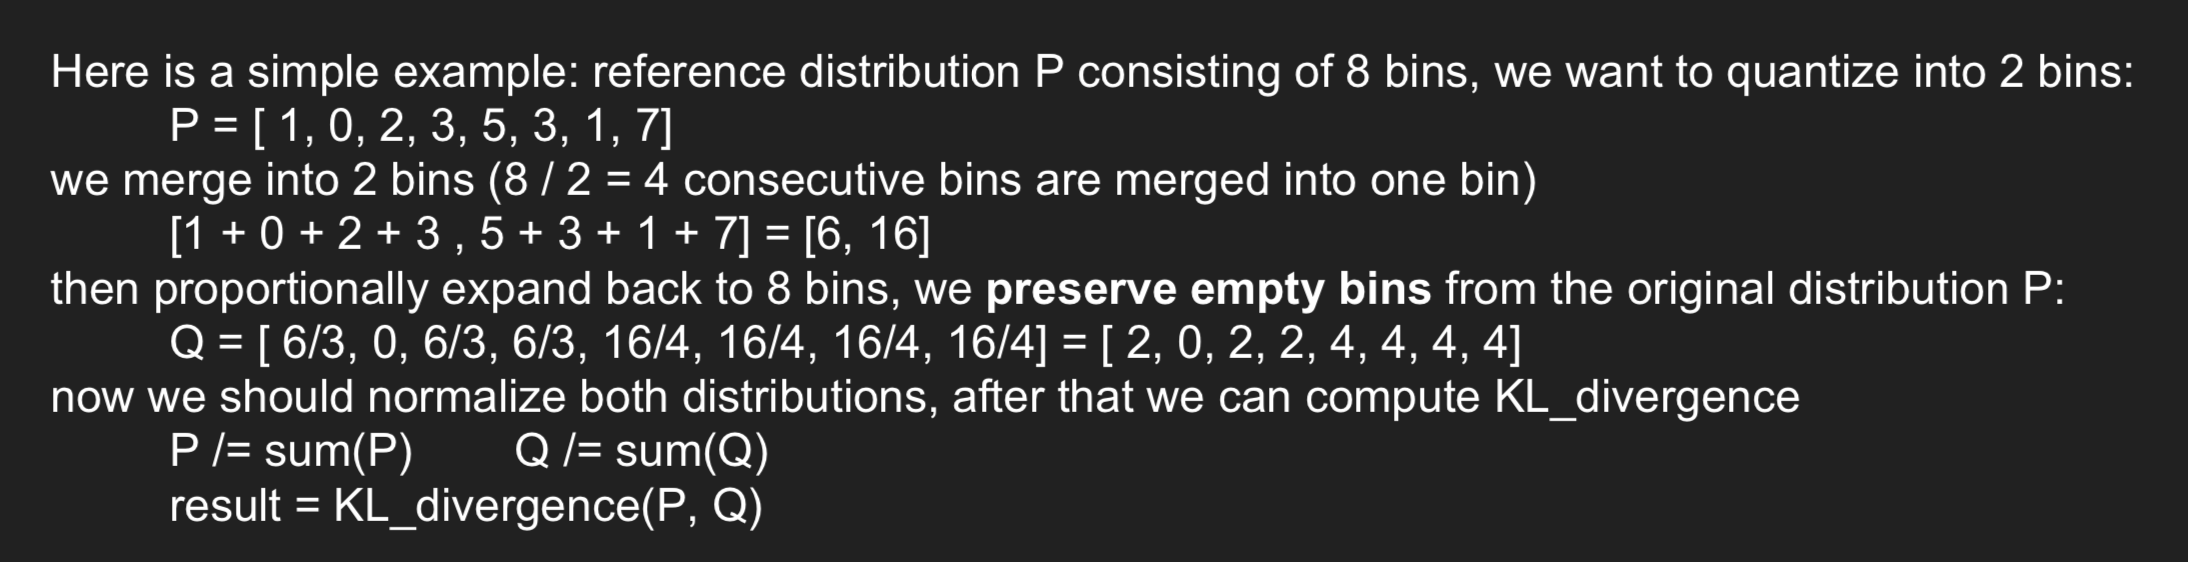 Here is a simple example: reference distribution P consisting of 8 bins, we want to quantize into 2 bins:
P = [ 1, 0, 2, 3, 5, 3, 1, 7]
we merge into 2 bins (8 / 2 = 4 consecutive bins are merged into one bin)
[1 + 0 + 2 + 3 , 5 + 3 + 1 + 7] = [6, 16]
then proportionally expand back to 8 bins, we preserve empty bins from the original distribution P:
Q = [ 6/3, 0, 6/3, 6/3, 16/4, 16/4, 16/4, 16/4] = [ 2, 0, 2, 2, 4, 4, 4, 4]
now we should normalize both distributions, after that we can compute KL_divergence
P /= sum(P) Q /= sum(Q)
result = KL_divergence(P, Q)